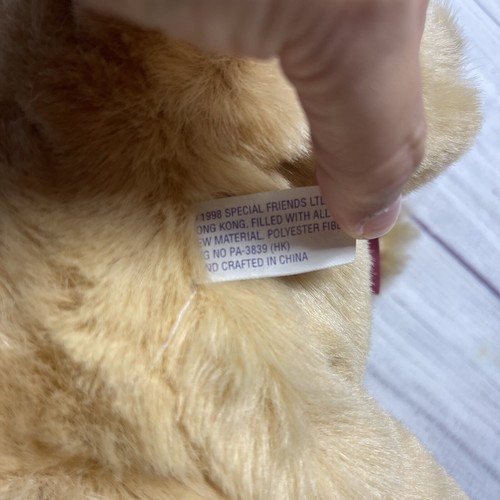 1998 SPECIAL FRIENDS LTD
ONG KONG. FILLED WITH ALL
EW MATERIAL, POLYESTER FIBE
G NO PA-3839 (HK)
ND CRAFTED IN CHINA